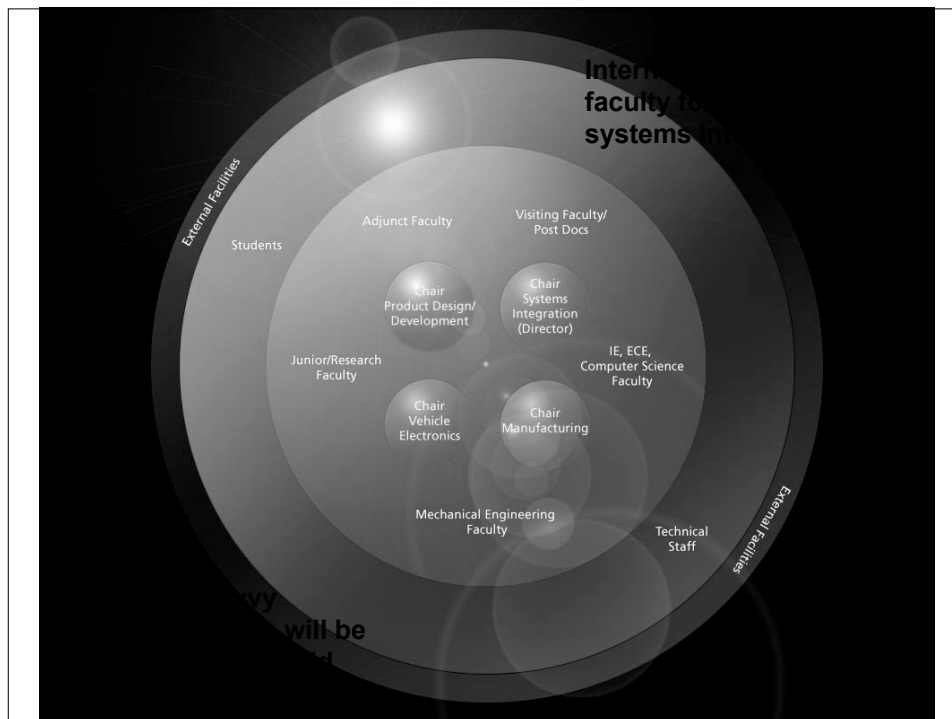 faculty
systems
External Facilities
Students
Adjunct Faculty
Visiting Faculty/
Post Docs
Chair
Product Design/
Development
Chair
Systems
Integration
(Director)
Junior/Research
Faculty
IE, ECE,
Computer Science
Faculty
Chair
Vehicle
Electronics
Chair
Manufacturing
Mechanical Engineering
Faculty
Technical
Staff
External Facilities
will be